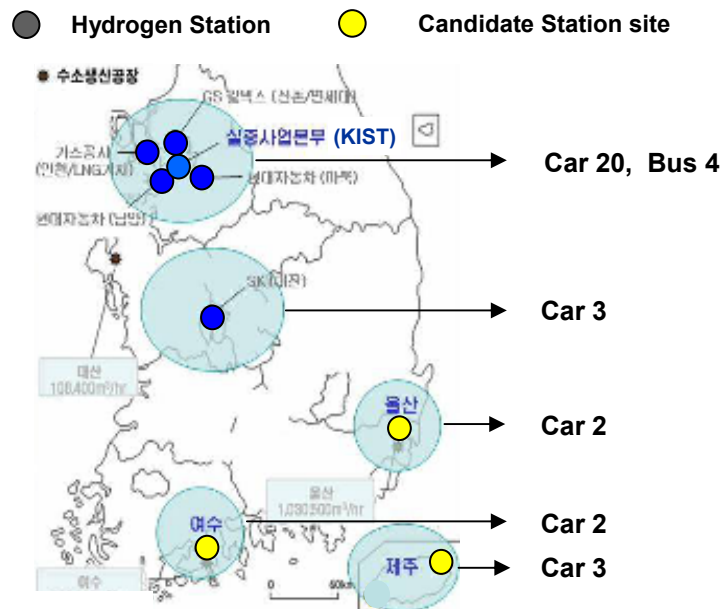 Hydrogen Station
Candidate Station site
수소생산공장
GS 칼텍스 (신촌/연세대)
실증사업본부 (KIST)
가스공사
(인천/LNG기지)
현대자동차 (마북)
현대자동차 (남양)
Car 20, Bus 4
SK(대전)
Car 3
대산
108,400m³/hr
울산
Car 2
울산
1,030,500m³/hr
여수
Car 2
제주
Car 3
여수
50km